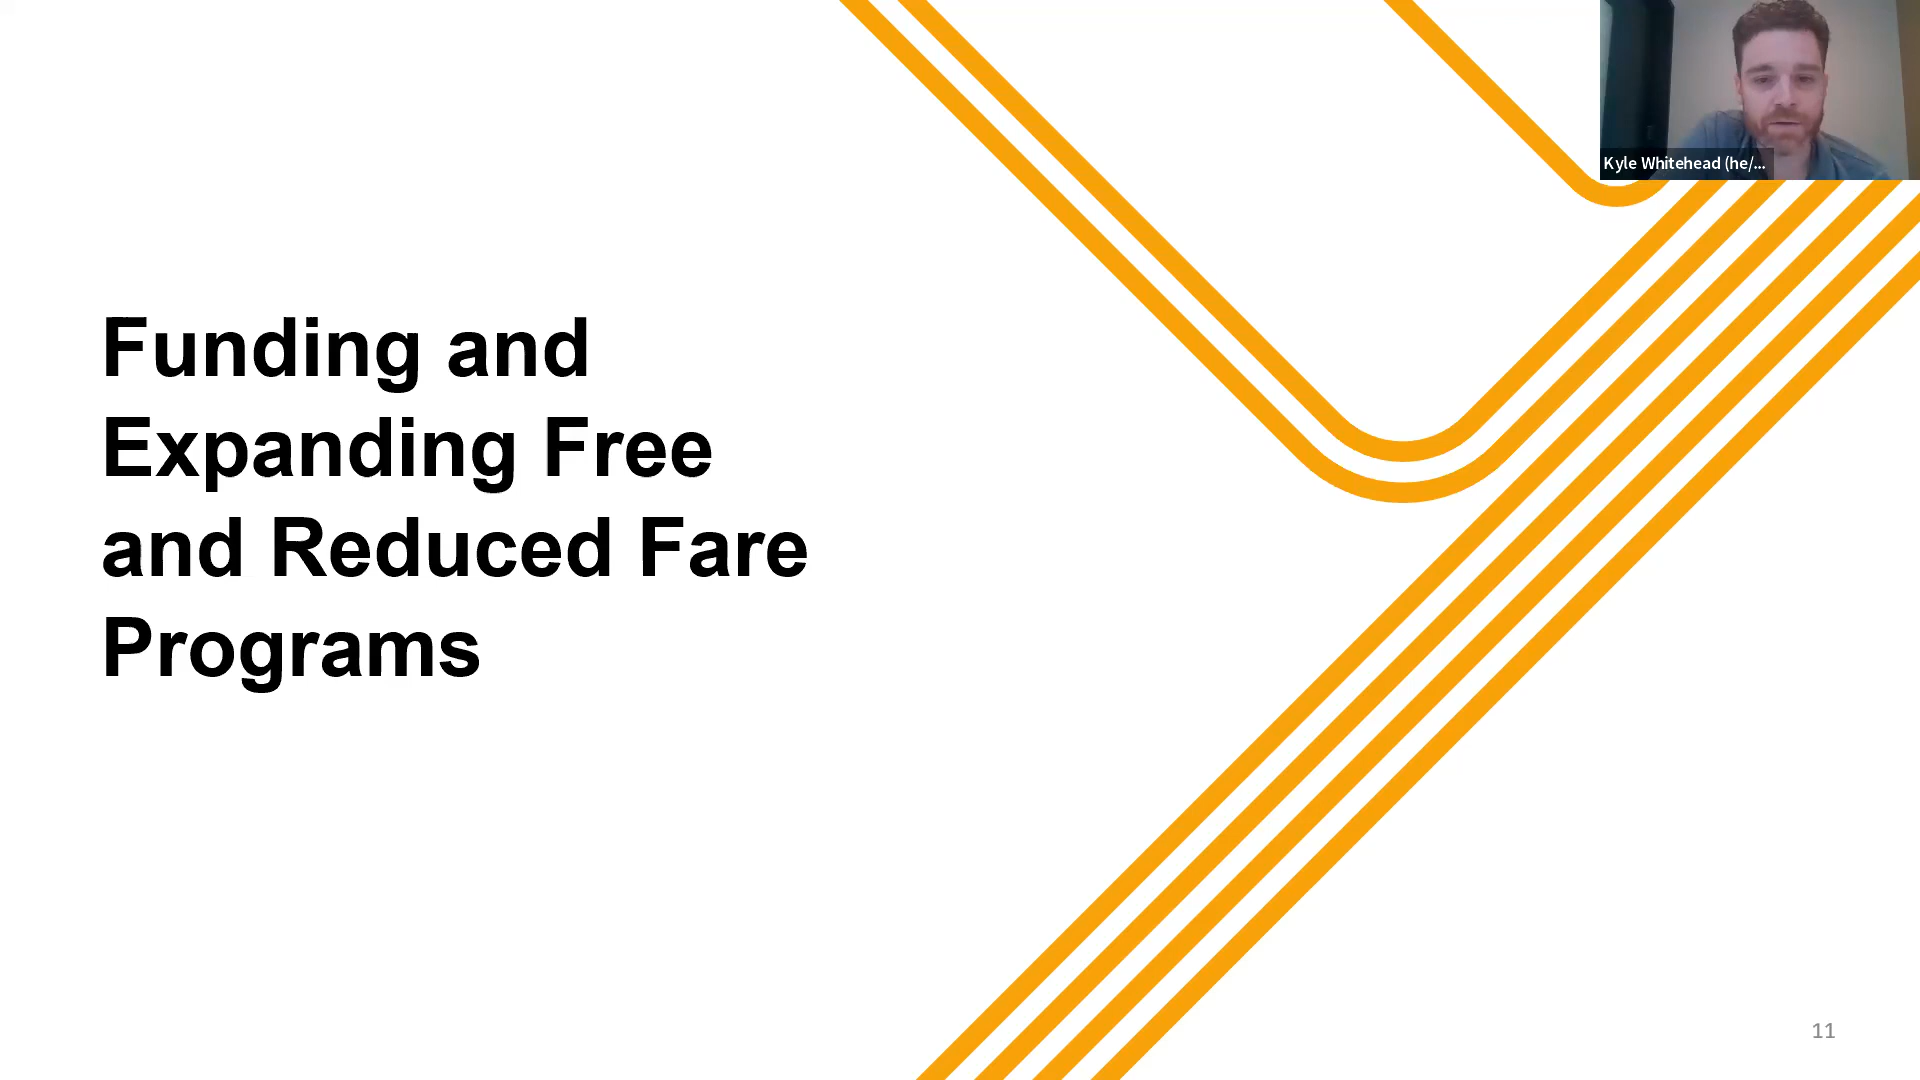 Funding and
Expanding Free
and Reduced Fare
Programs
Kyle Whitehead (he/...
11